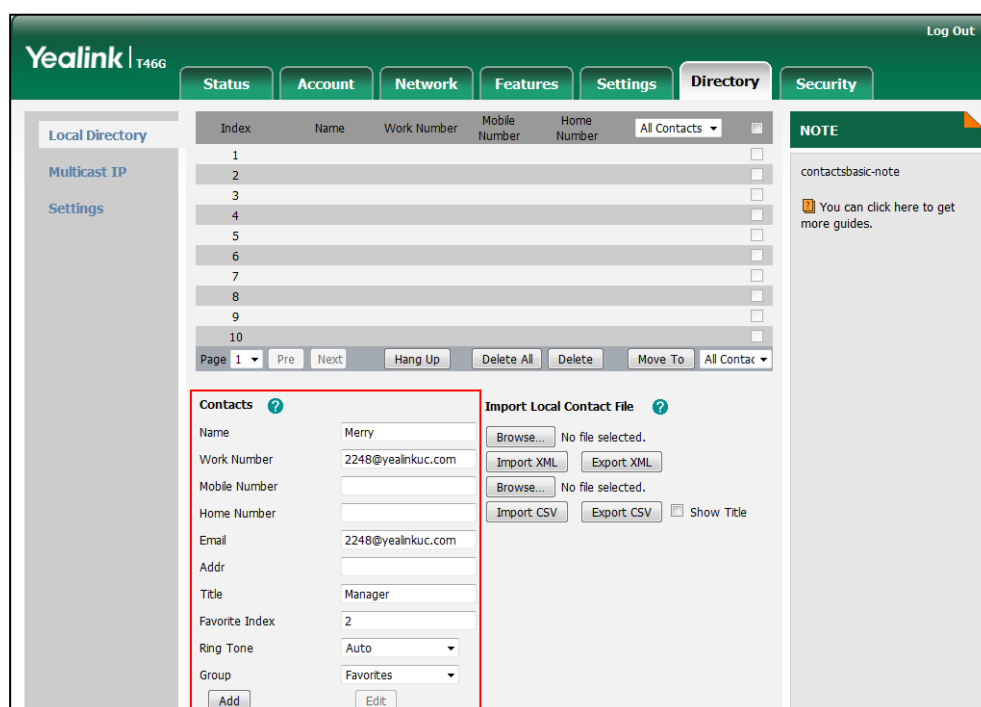 Log Out
Yealink | T46G
Status Account Network Features Settings Directory Security
Local Directory
Multicast IP
Settings
Index Name Work Number Mobile Number Home Number All Contacts
1
2
3
4
5
6
7
8
9
10
Page 1 Pre Next Hang Up Delete All Delete Move To All Contac
Contacts ?
Name Merry
Work Number 2248@yealinkuc.com
Mobile Number
Home Number
Email 2248@yealinkuc.com
Addr
Title Manager
Favorite Index 2
Ring Tone Auto
Group Favorites
Add Edit
Import Local Contact File ?
Browse... No file selected.
Import XML Export XML
Browse... No file selected.
Import CSV Export CSV Show Title
NOTE
contactsbasic-note
? You can click here to get
more guides.